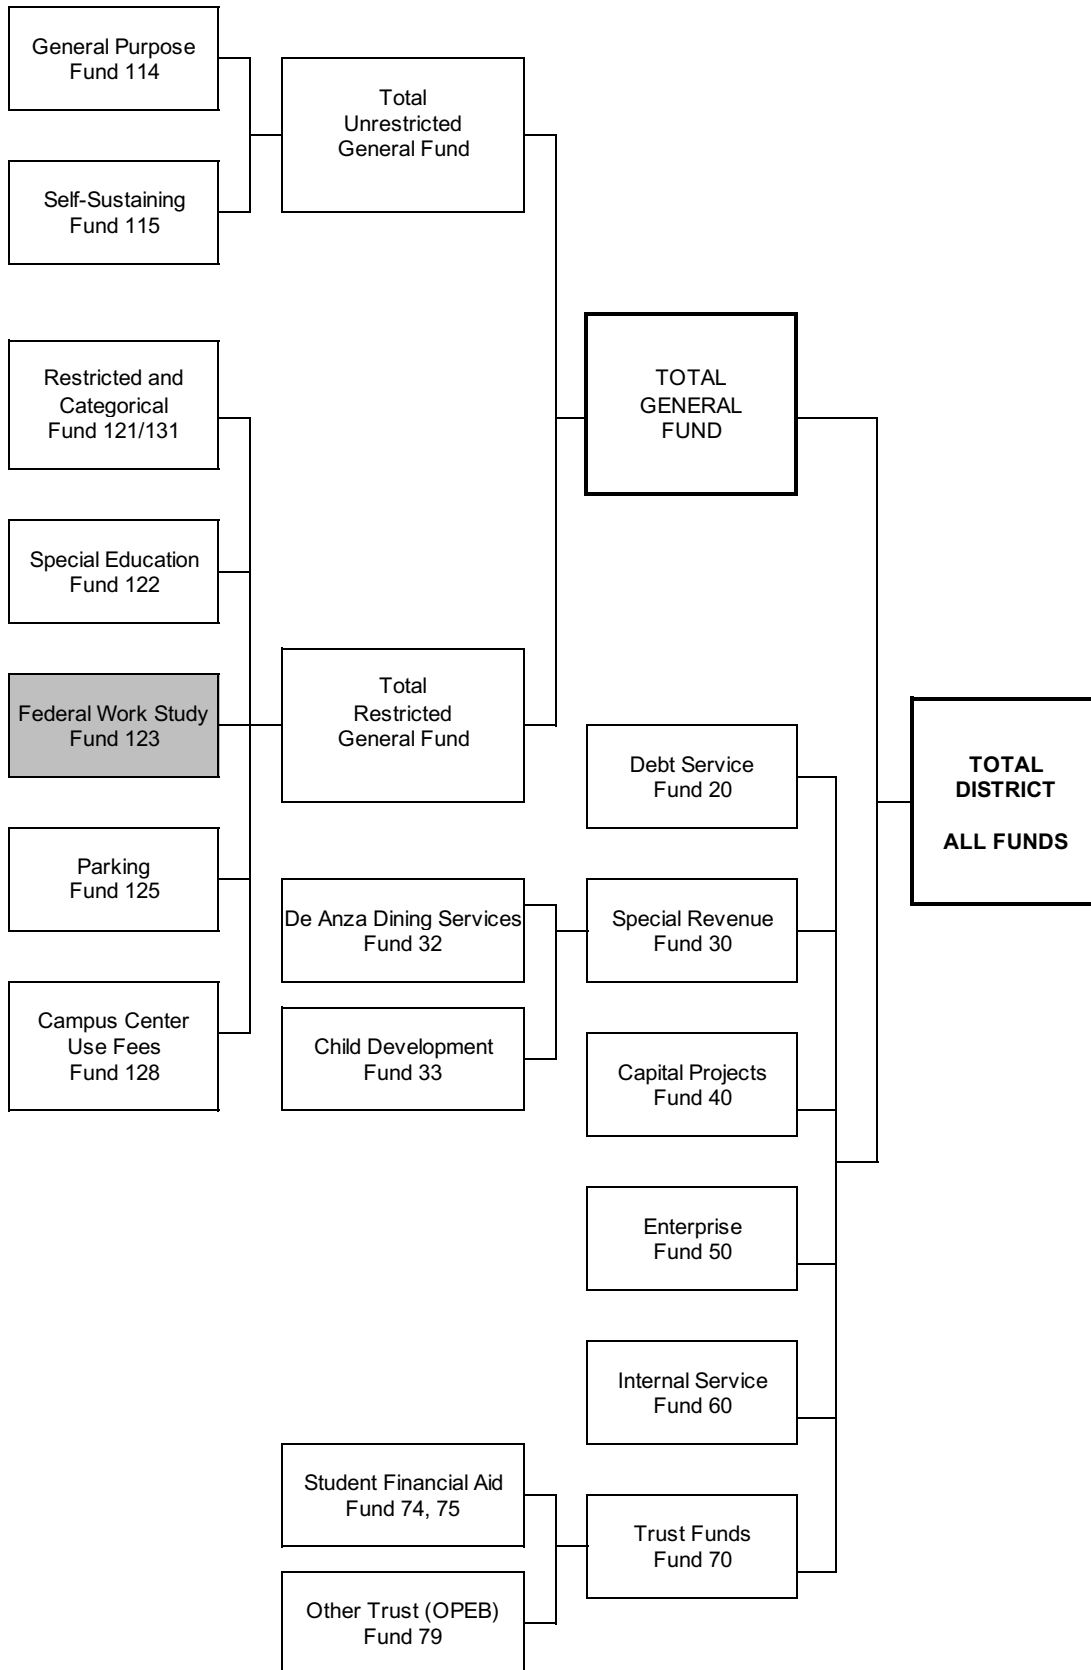 General Purpose
Fund 114
Total
Unrestricted
General Fund
Self-Sustaining
Fund 115
Restricted and
Categorical
Fund 121/131
TOTAL
GENERAL
FUND
Special Education
Fund 122
Federal Work Study
Fund 123
Total
Restricted
General Fund
Debt Service
Fund 20
TOTAL
DISTRICT
ALL FUNDS
Parking
Fund 125
De Anza Dining Services
Fund 32
Special Revenue
Fund 30
Campus Center
Use Fees
Fund 128
Child Development
Fund 33
Capital Projects
Fund 40
Enterprise
Fund 50
Internal Service
Fund 60
Student Financial Aid
Fund 74, 75
Trust Funds
Fund 70
Other Trust (OPEB)
Fund 79